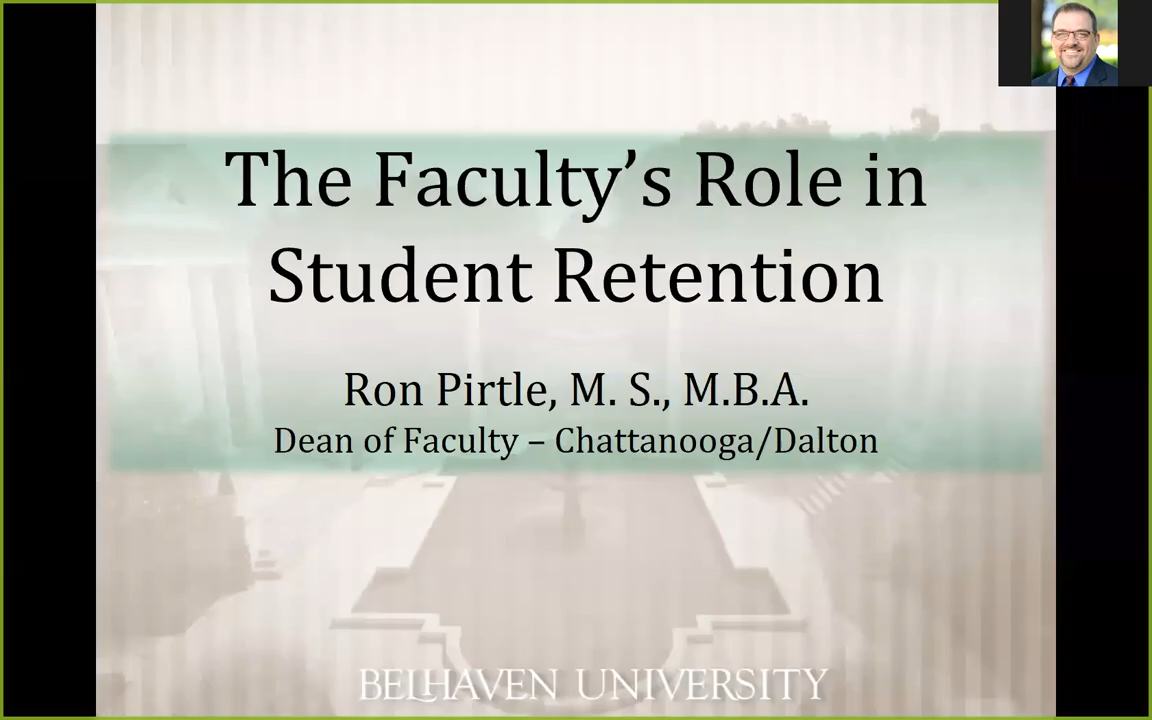 The Faculty’s Role in
Student Retention
Ron Pirtle, M. S., M.B.A.
Dean of Faculty – Chattanooga/Dalton
BELHAVEN UNIVERSITY